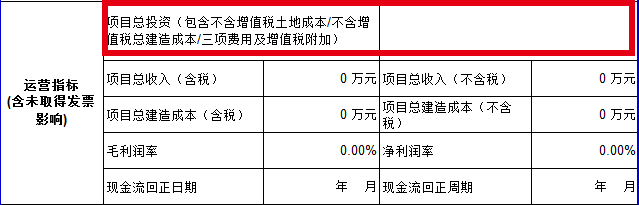 项目总投资（包含不含增值税土地成本/不含增
值税总建造成本/三项费用及增值税附加）
运营指标
(含未取得发票
影响)
项目总收入（含税） 0 万元 项目总收入（不含税） 0 万元
项目总建造成本（含税） 0 万元 项目总建造成本（不含
税） 0 万元
毛利润率 0.00% 净利润率 0.00%
现金流回正日期 年 月 现金流回正周期 年 月